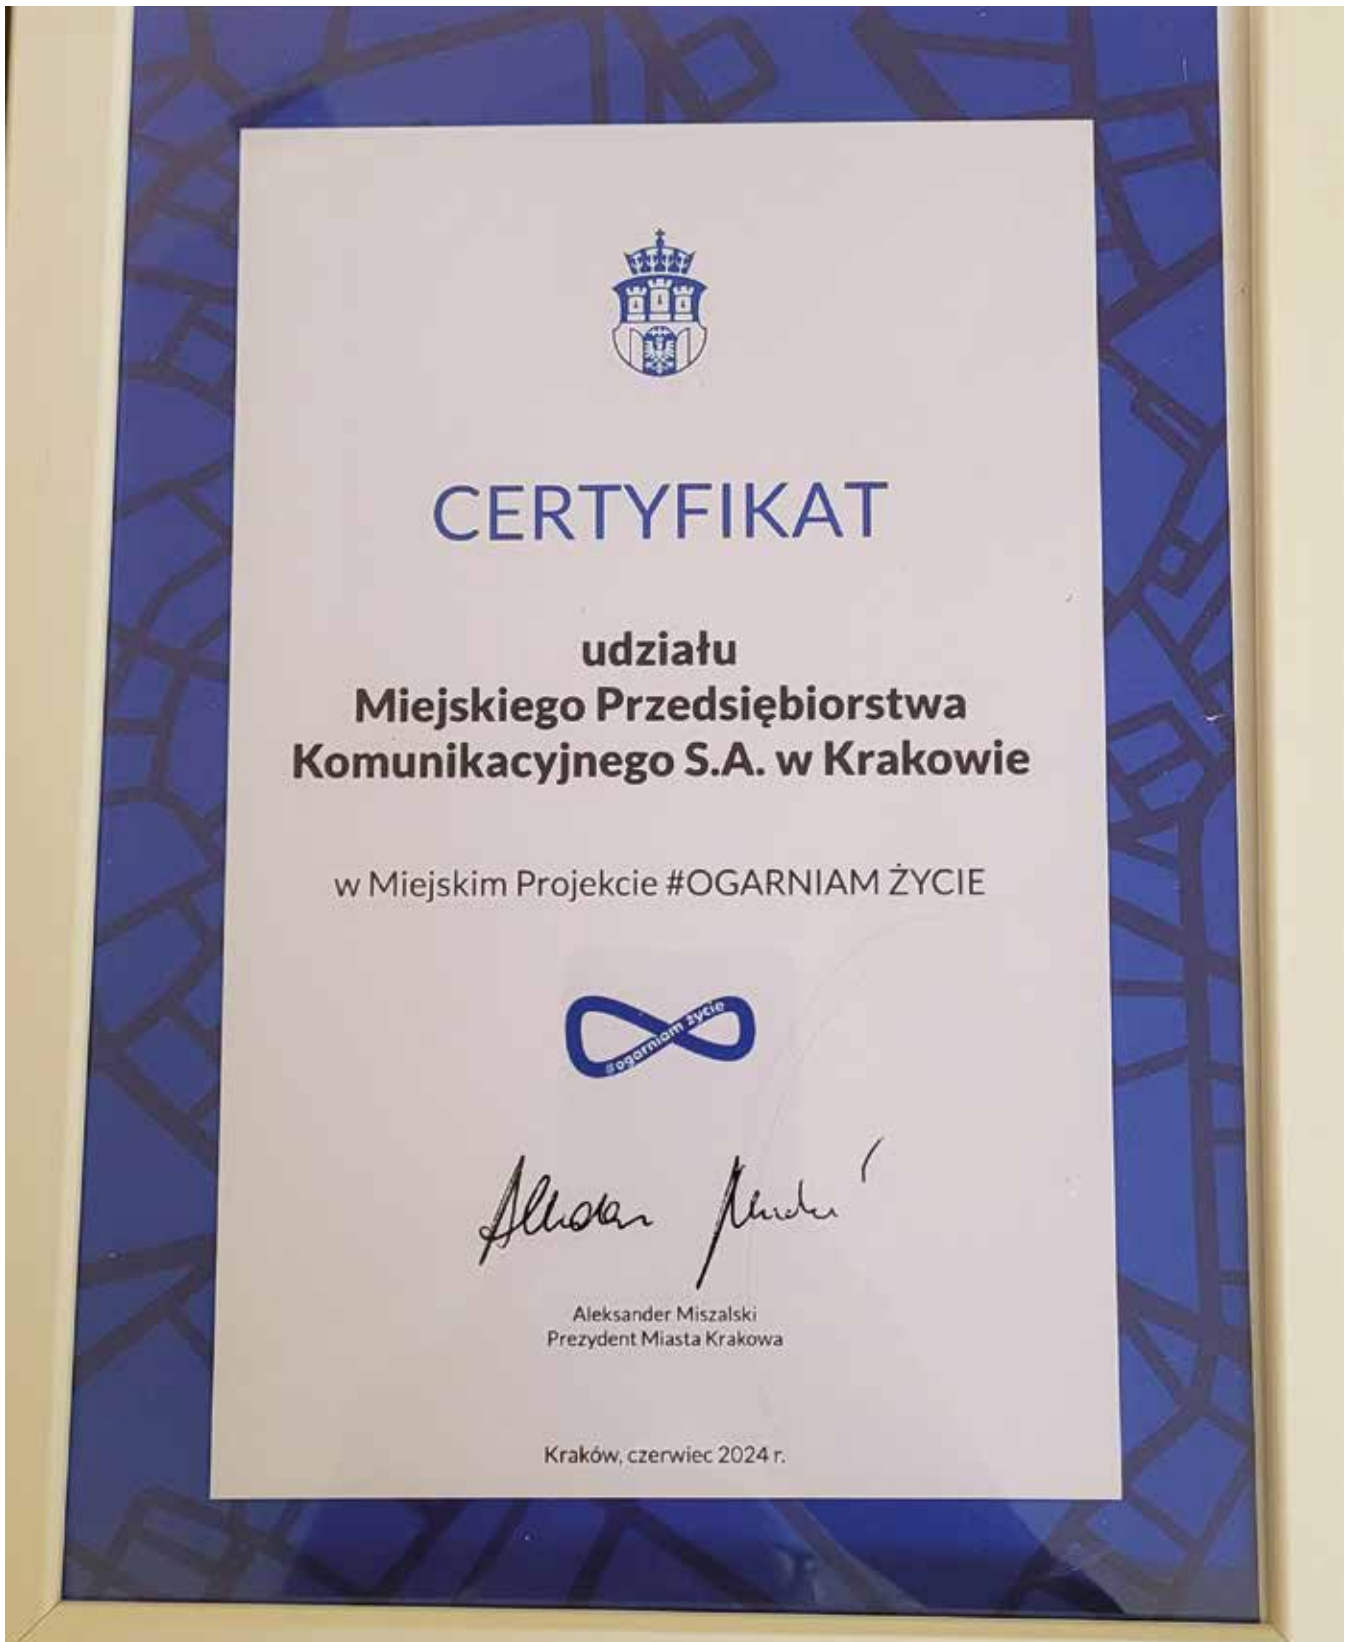 CERTYFIKAT
udziału
Miejskiego Przedsiębiorstwa
Komunikacyjnego S.A. w Krakowie
w Miejskim Projekcie #OGARNIAM ŻYCIE
#ogarniam życie
Aleksander Miszalski
Prezydent Miasta Krakowa
Kraków, czerwiec 2024 r.